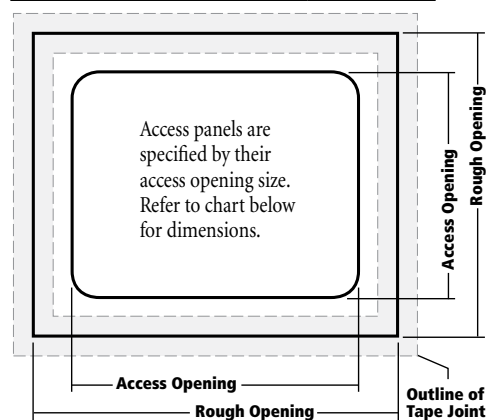 Access panels are
specified by their
access opening size.
Refer to chart below
for dimensions.
Access Opening
Rough Opening
Access Opening
Rough Opening
Outline of
Tape Joint